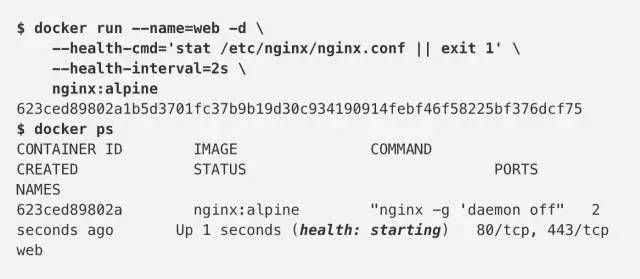 $ docker run --name=web -d \
    --health-cmd='stat /etc/nginx/nginx.conf || exit 1' \
    --health-interval=2s \
    nginx:alpine
623ced89802a1b5d3701fc37b9b19d30c934190914febf46f58225bf376dcf75
$ docker ps
CONTAINER ID        IMAGE               COMMAND
CREATED             STATUS                              PORTS
NAMES
623ced89802a        nginx:alpine        "nginx -g 'daemon off"   2
seconds ago       Up 1 seconds (health: starting)   80/tcp, 443/tcp
web